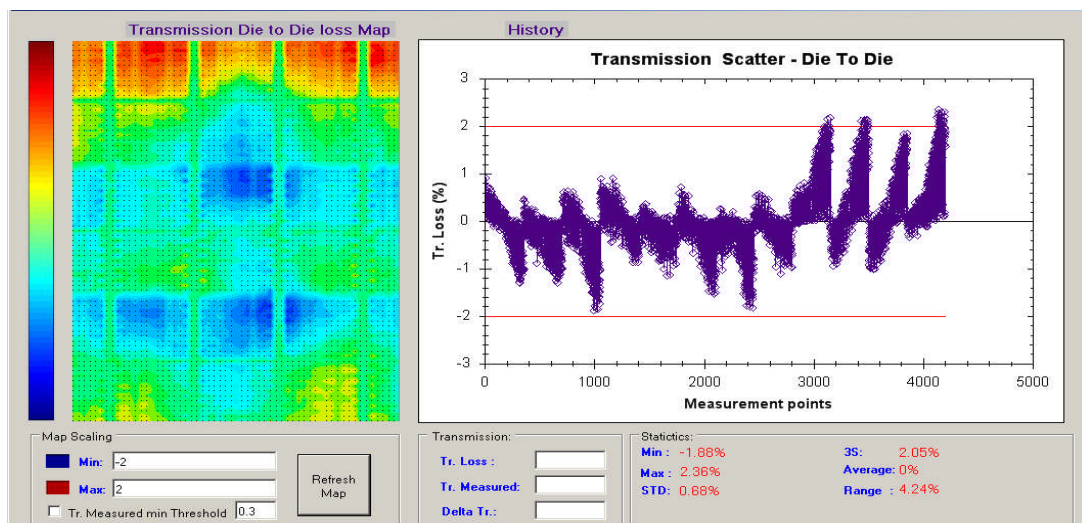 Transmission Die to Die loss Map
History
Transmission Scatter - Die To Die
Tr. Loss (%)
3
2
1
0
-1
-2
-3
0 1000 2000 3000 4000 5000
Measurement points
Map Scaling
Min: -2
Max: 2
Tr. Measured min Threshold 0.3
Refresh
Map
Transmission:
Tr. Loss :
Tr. Measured:
Delta Tr.:
Statictics:
Min : -1.88%
Max : 2.36%
STD: 0.68%
3S: 2.05%
Average: 0%
Range : 4.24%